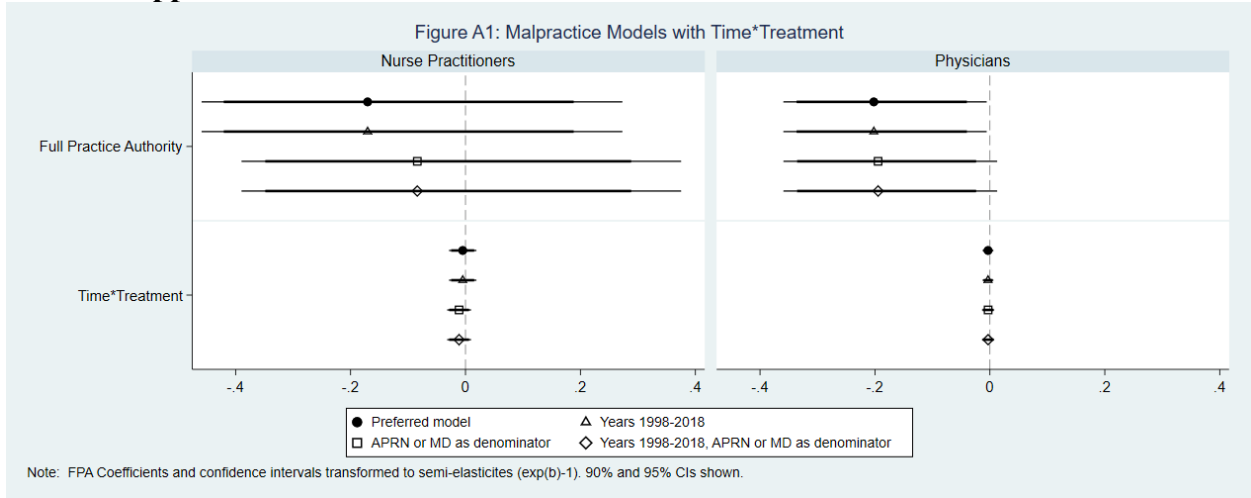 Figure A1: Malpractice Models with Time*Treatment
Nurse Practitioners
Physicians
Full Practice Authority
Time*Treatment
-.4 -.2 0 .2 .4
-.4 -.2 0 .2 .4
Preferred model
Years 1998-2018
APRN or MD as denominator
Years 1998-2018, APRN or MD as denominator
Note: FPA Coefficients and confidence intervals transformed to semi-elasticites (exp(b)-1). 90% and 95% CIs shown.